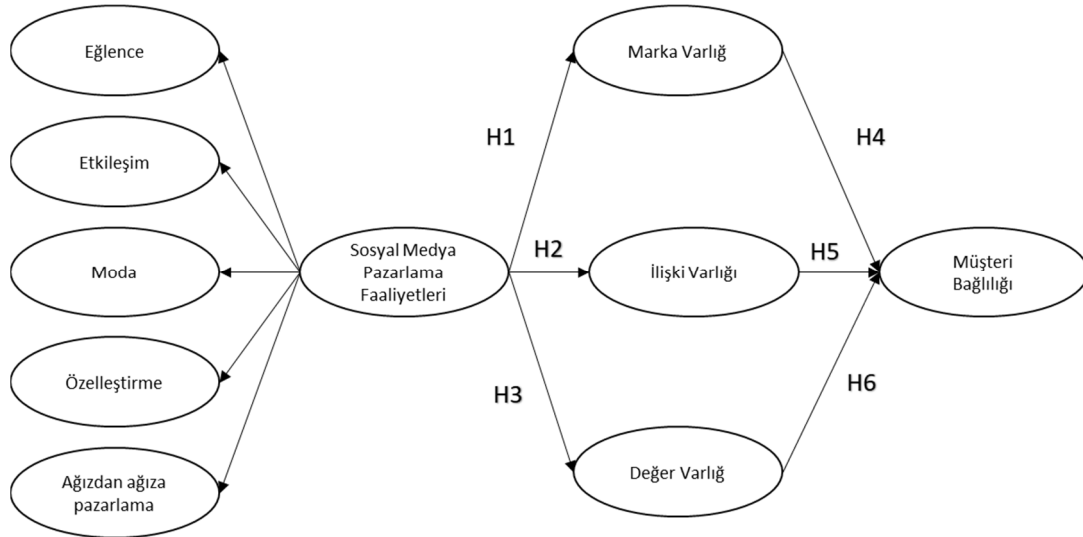 Eğlence
Etkileşim
Moda
Özelleştirme
Ağızdan ağıza
pazarlama
Sosyal Medya
Pazarlama
Faaliyetleri
H1
H2
H3
Marka Varlığ
İlişki Varlığı
Değer Varlığ
H4
H5
H6
Müşteri
Bağlılığı